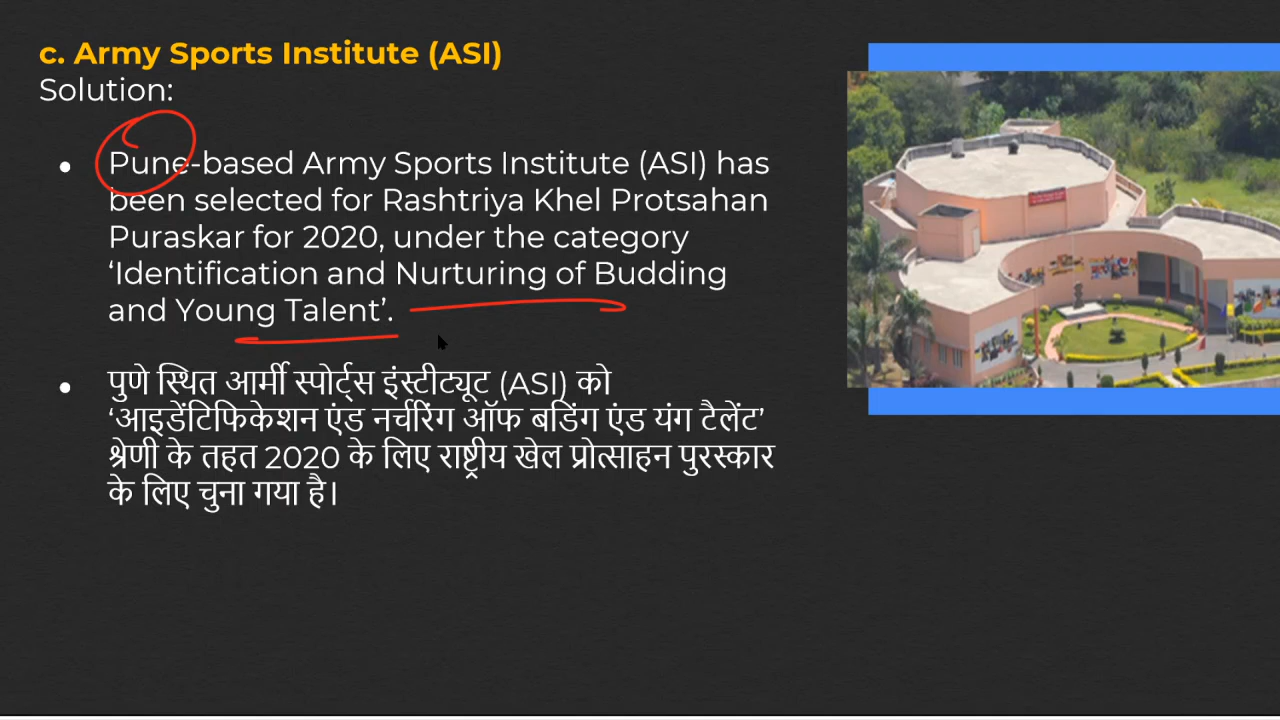 c. Army Sports Institute (ASI)
Solution:
● Pune-based Army Sports Institute (ASI) has
been selected for Rashtriya Khel Protsahan
Puraskar for 2020, under the category
‘Identification and Nurturing of Budding
and Young Talent’.
● पुणे स्थित आर्मी स्पोर्ट्स इंस्टीट्यूट (ASI) को
‘आइडेंटिफिकेशन एंड नर्चरिंग ऑफ बडिंग एंड यंग टैलेंट’
श्रेणी के तहत 2020 के लिए राष्ट्रीय खेल प्रोत्साहन पुरस्कार
के लिए चुना गया है।